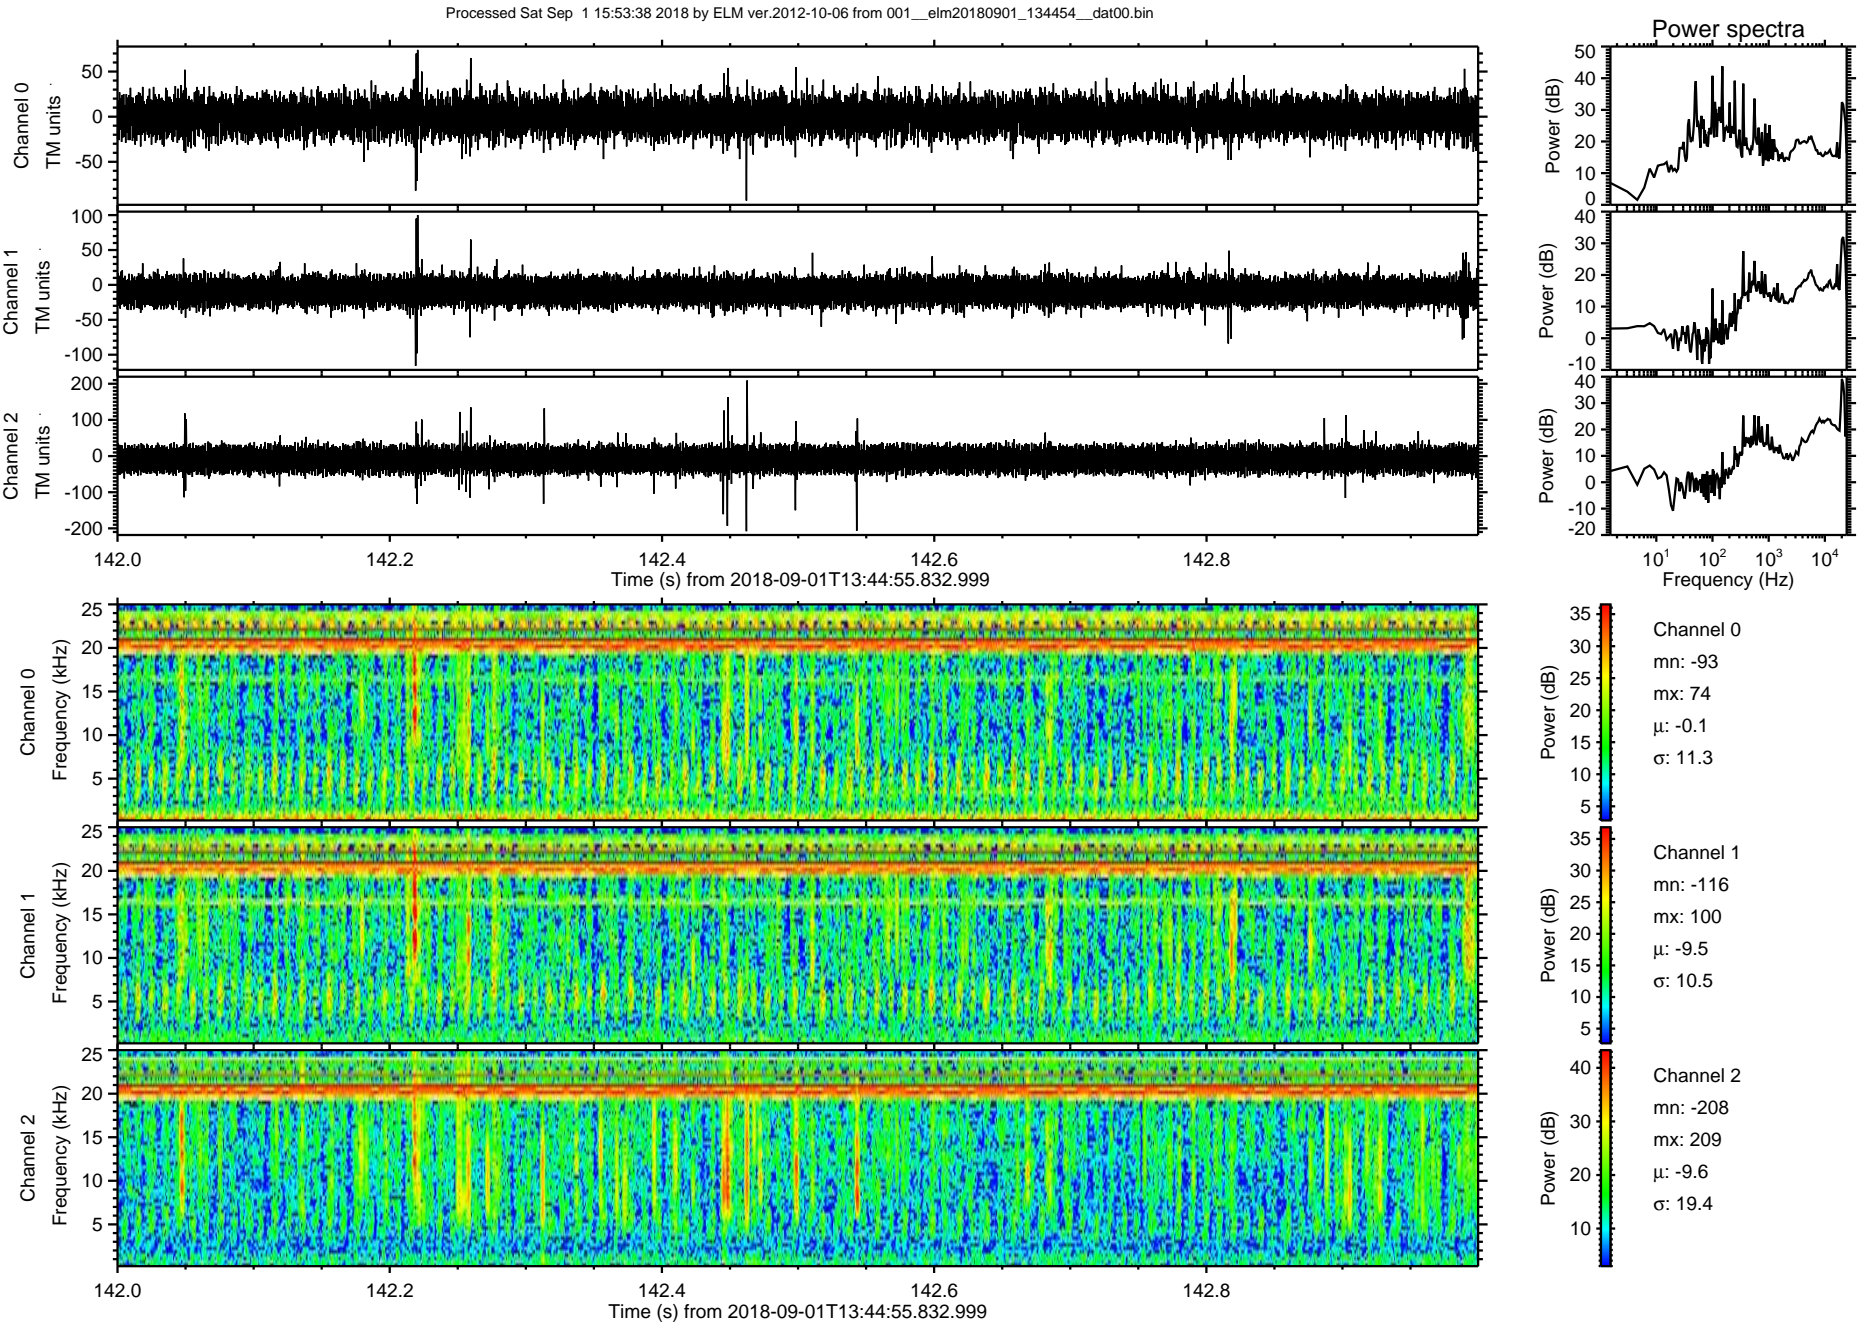 Processed Sat Sep  1 15:53:38 2018 by ELM ver.2012-10-06 from 001__elm20180901_134454__dat00.bin
Power spectra
Channel 0
TM units
50
0
-50
Power (dB)
50
40
30
20
10
0
Channel 1
TM units
100
50
0
-50
-100
Power (dB)
40
30
20
10
0
-10
Channel 2
TM units
200
100
0
-100
-200
Power (dB)
40
30
20
10
0
-10
-20
142.0
142.2
142.4
142.6
142.8
Time (s) from 2018-09-01T13:44:55.832.999
10¹
10²
10³
10⁴
Frequency (Hz)
Channel 0
Frequency (kHz)
25
20
15
10
5
Power (dB)
35
30
25
20
15
10
5
Channel 0
mn: -93
mx: 74
μ: -0.1
σ: 11.3
Channel 1
Frequency (kHz)
25
20
15
10
5
Power (dB)
35
30
25
20
15
10
5
Channel 1
mn: -116
mx: 100
μ: -9.5
σ: 10.5
Channel 2
Frequency (kHz)
25
20
15
10
5
Power (dB)
40
30
20
10
Channel 2
mn: -208
mx: 209
μ: -9.6
σ: 19.4
142.0
142.2
142.4
142.6
142.8
Time (s) from 2018-09-01T13:44:55.832.999